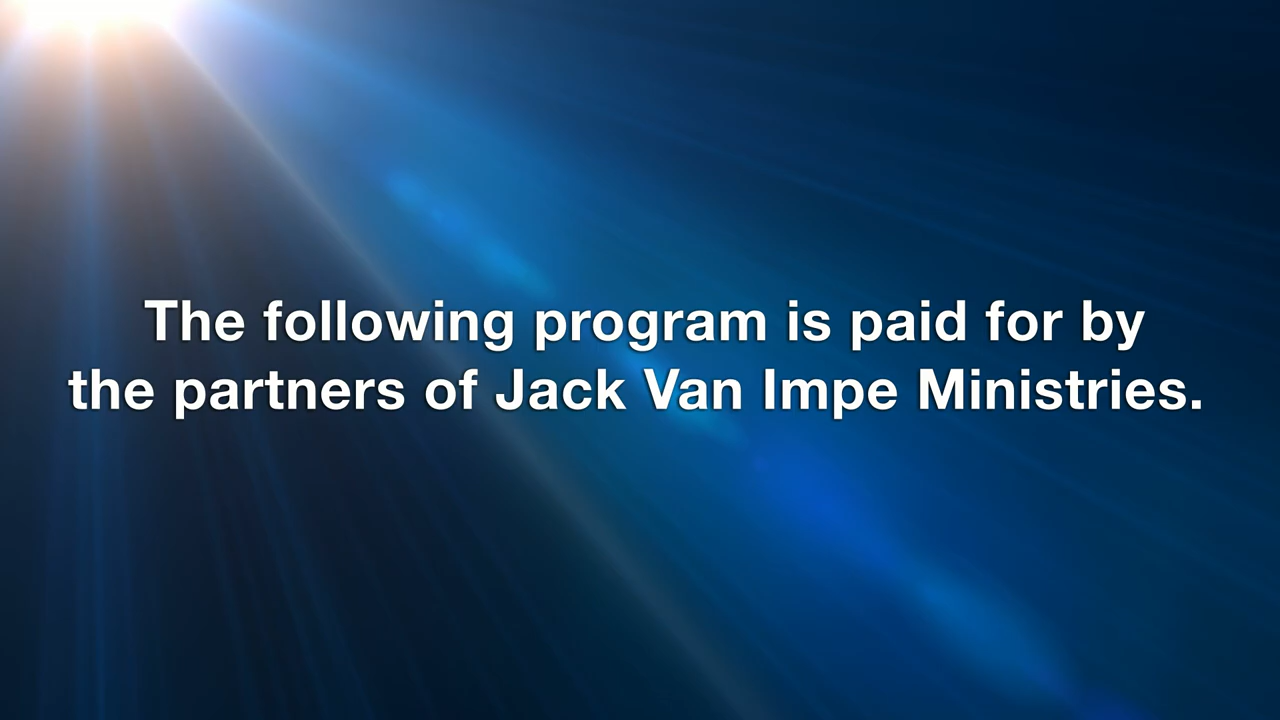 The following program is paid for by
the partners of Jack Van Impe Ministries.